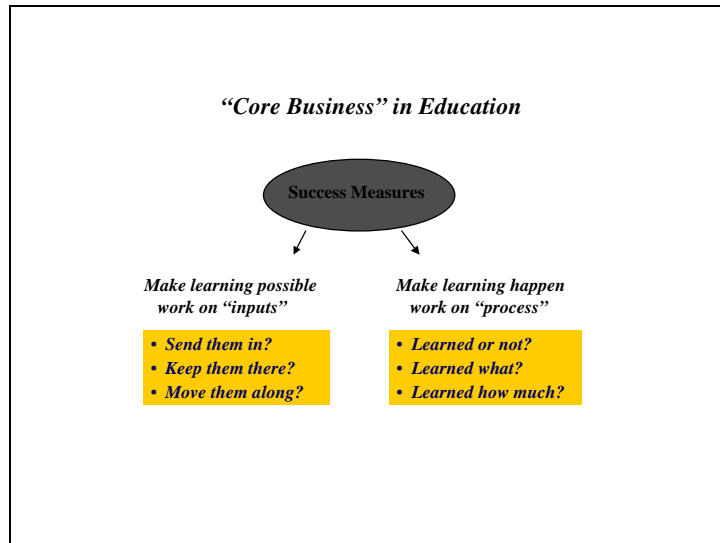 “Core Business” in Education
Success Measures
Make learning possible
work on “inputs”
• Send them in?
• Keep them there?
• Move them along?
Make learning happen
work on “process”
• Learned or not?
• Learned what?
• Learned how much?